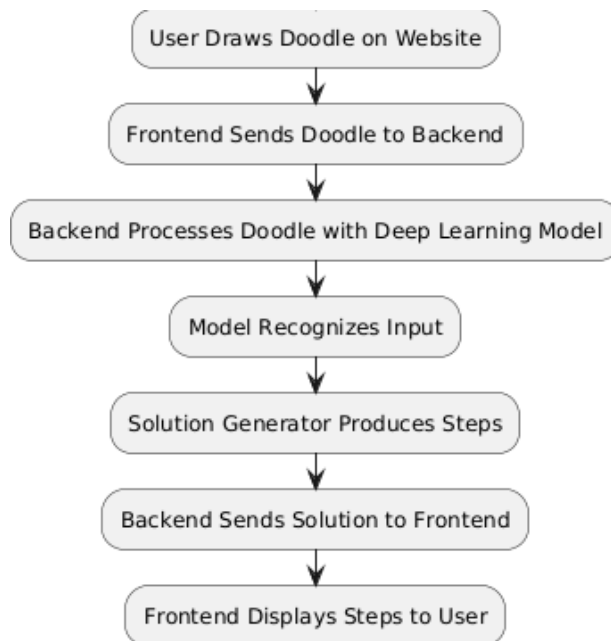 User Draws Doodle on Website
Frontend Sends Doodle to Backend
Backend Processes Doodle with Deep Learning Model
Model Recognizes Input
Solution Generator Produces Steps
Backend Sends Solution to Frontend
Frontend Displays Steps to User